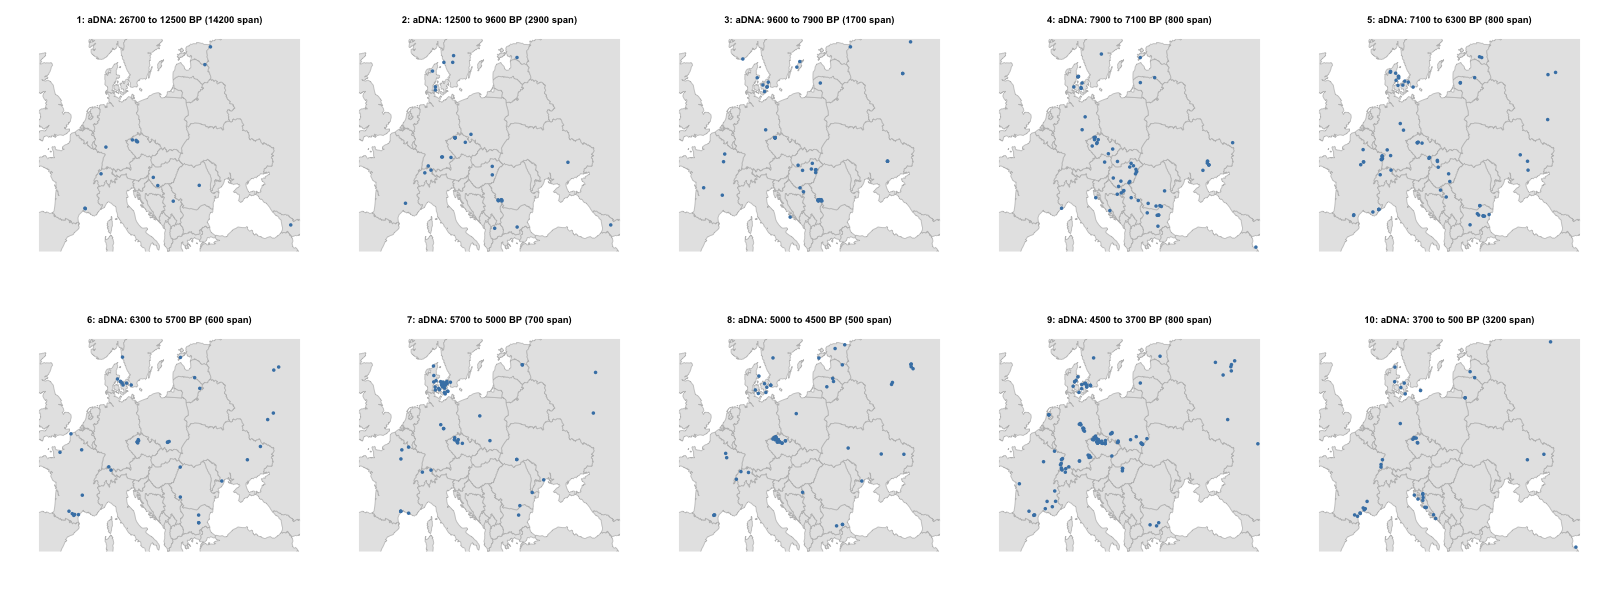 1: aDNA: 26700 to 12500 BP (14200 span)
2: aDNA: 12500 to 9600 BP (2900 span)
3: aDNA: 9600 to 7900 BP (1700 span)
4: aDNA: 7900 to 7100 BP (800 span)
5: aDNA: 7100 to 6300 BP (800 span)
6: aDNA: 6300 to 5700 BP (600 span)
7: aDNA: 5700 to 5000 BP (700 span)
8: aDNA: 5000 to 4500 BP (500 span)
9: aDNA: 4500 to 3700 BP (800 span)
10: aDNA: 3700 to 500 BP (3200 span)